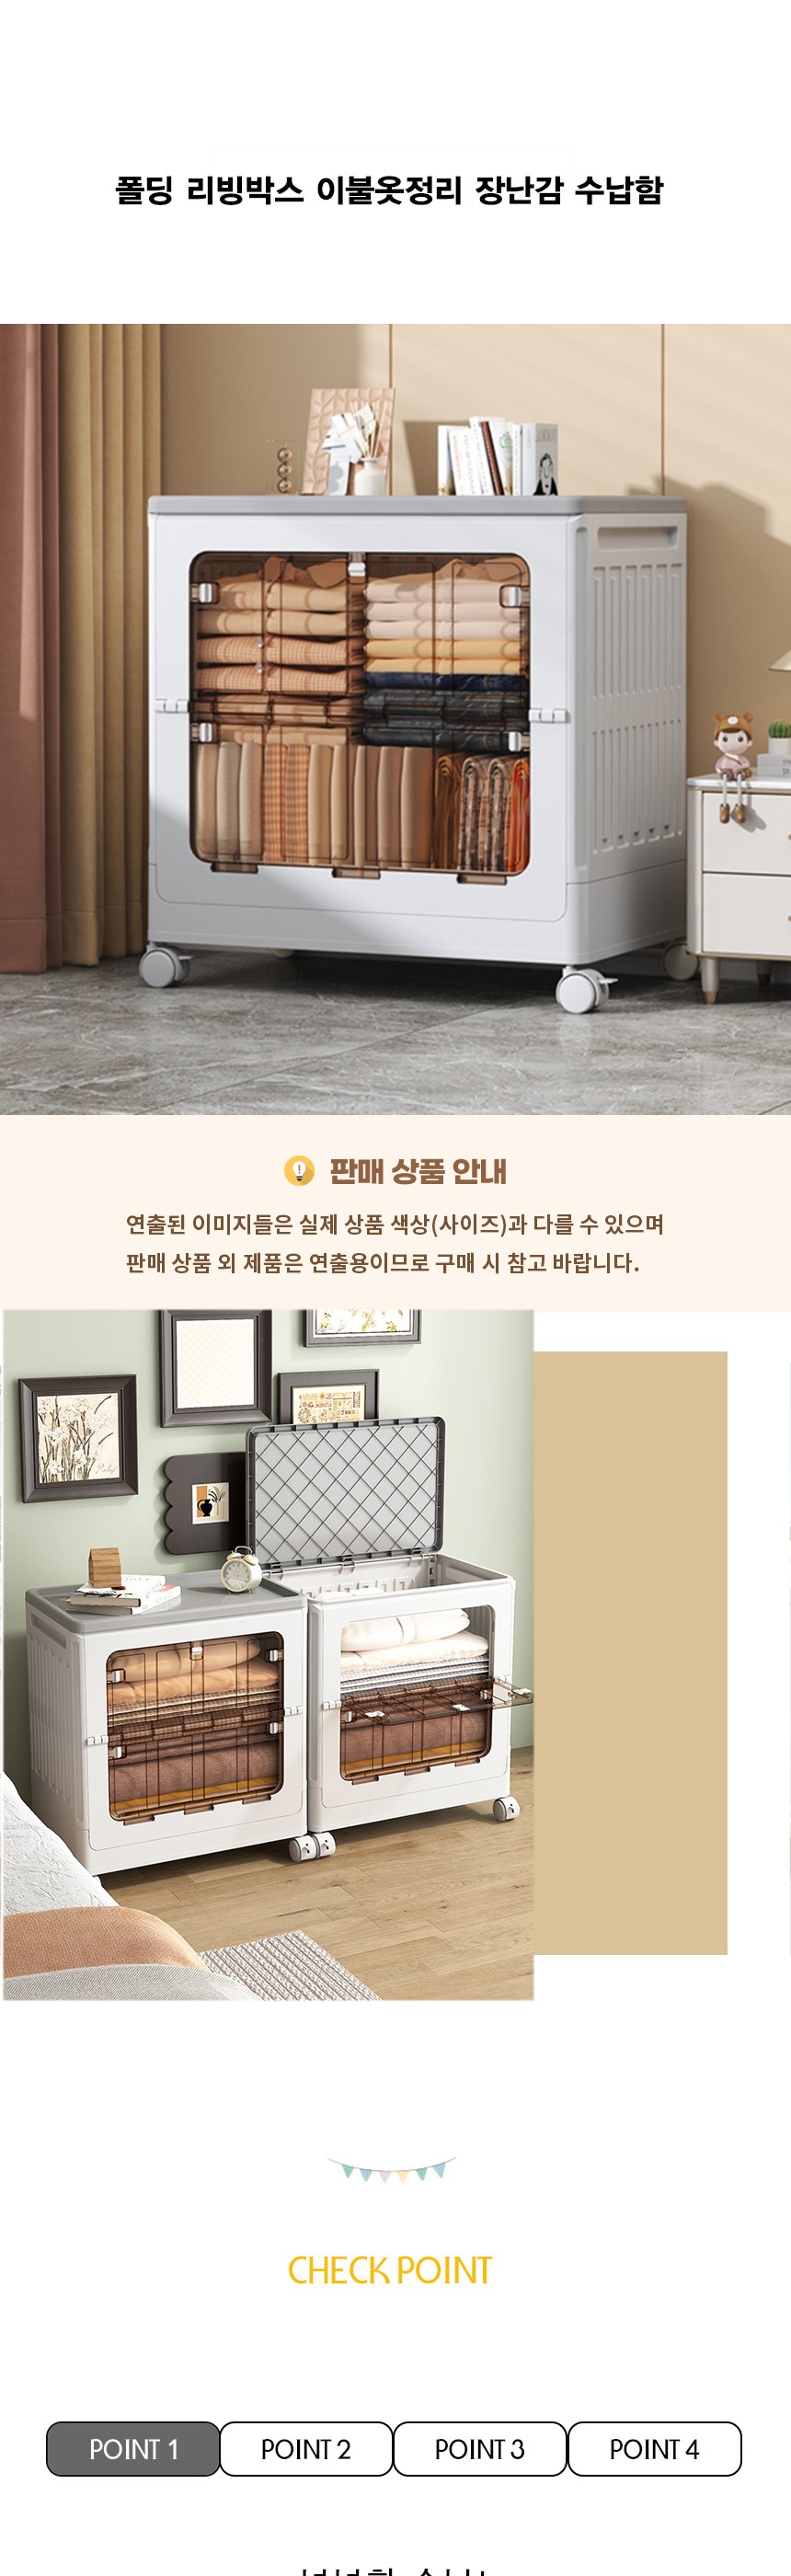 폴딩 리빙박스 이불옷정리 장난감 수납함
판매 상품 안내
연출된 이미지들은 실제 상품 색상(사이즈)과 다를 수 있으며
판매 상품 외 제품은 연출용이므로 구매 시 참고 바랍니다.
CHECK POINT
POINT 1
POINT 2
POINT 3
POINT 4